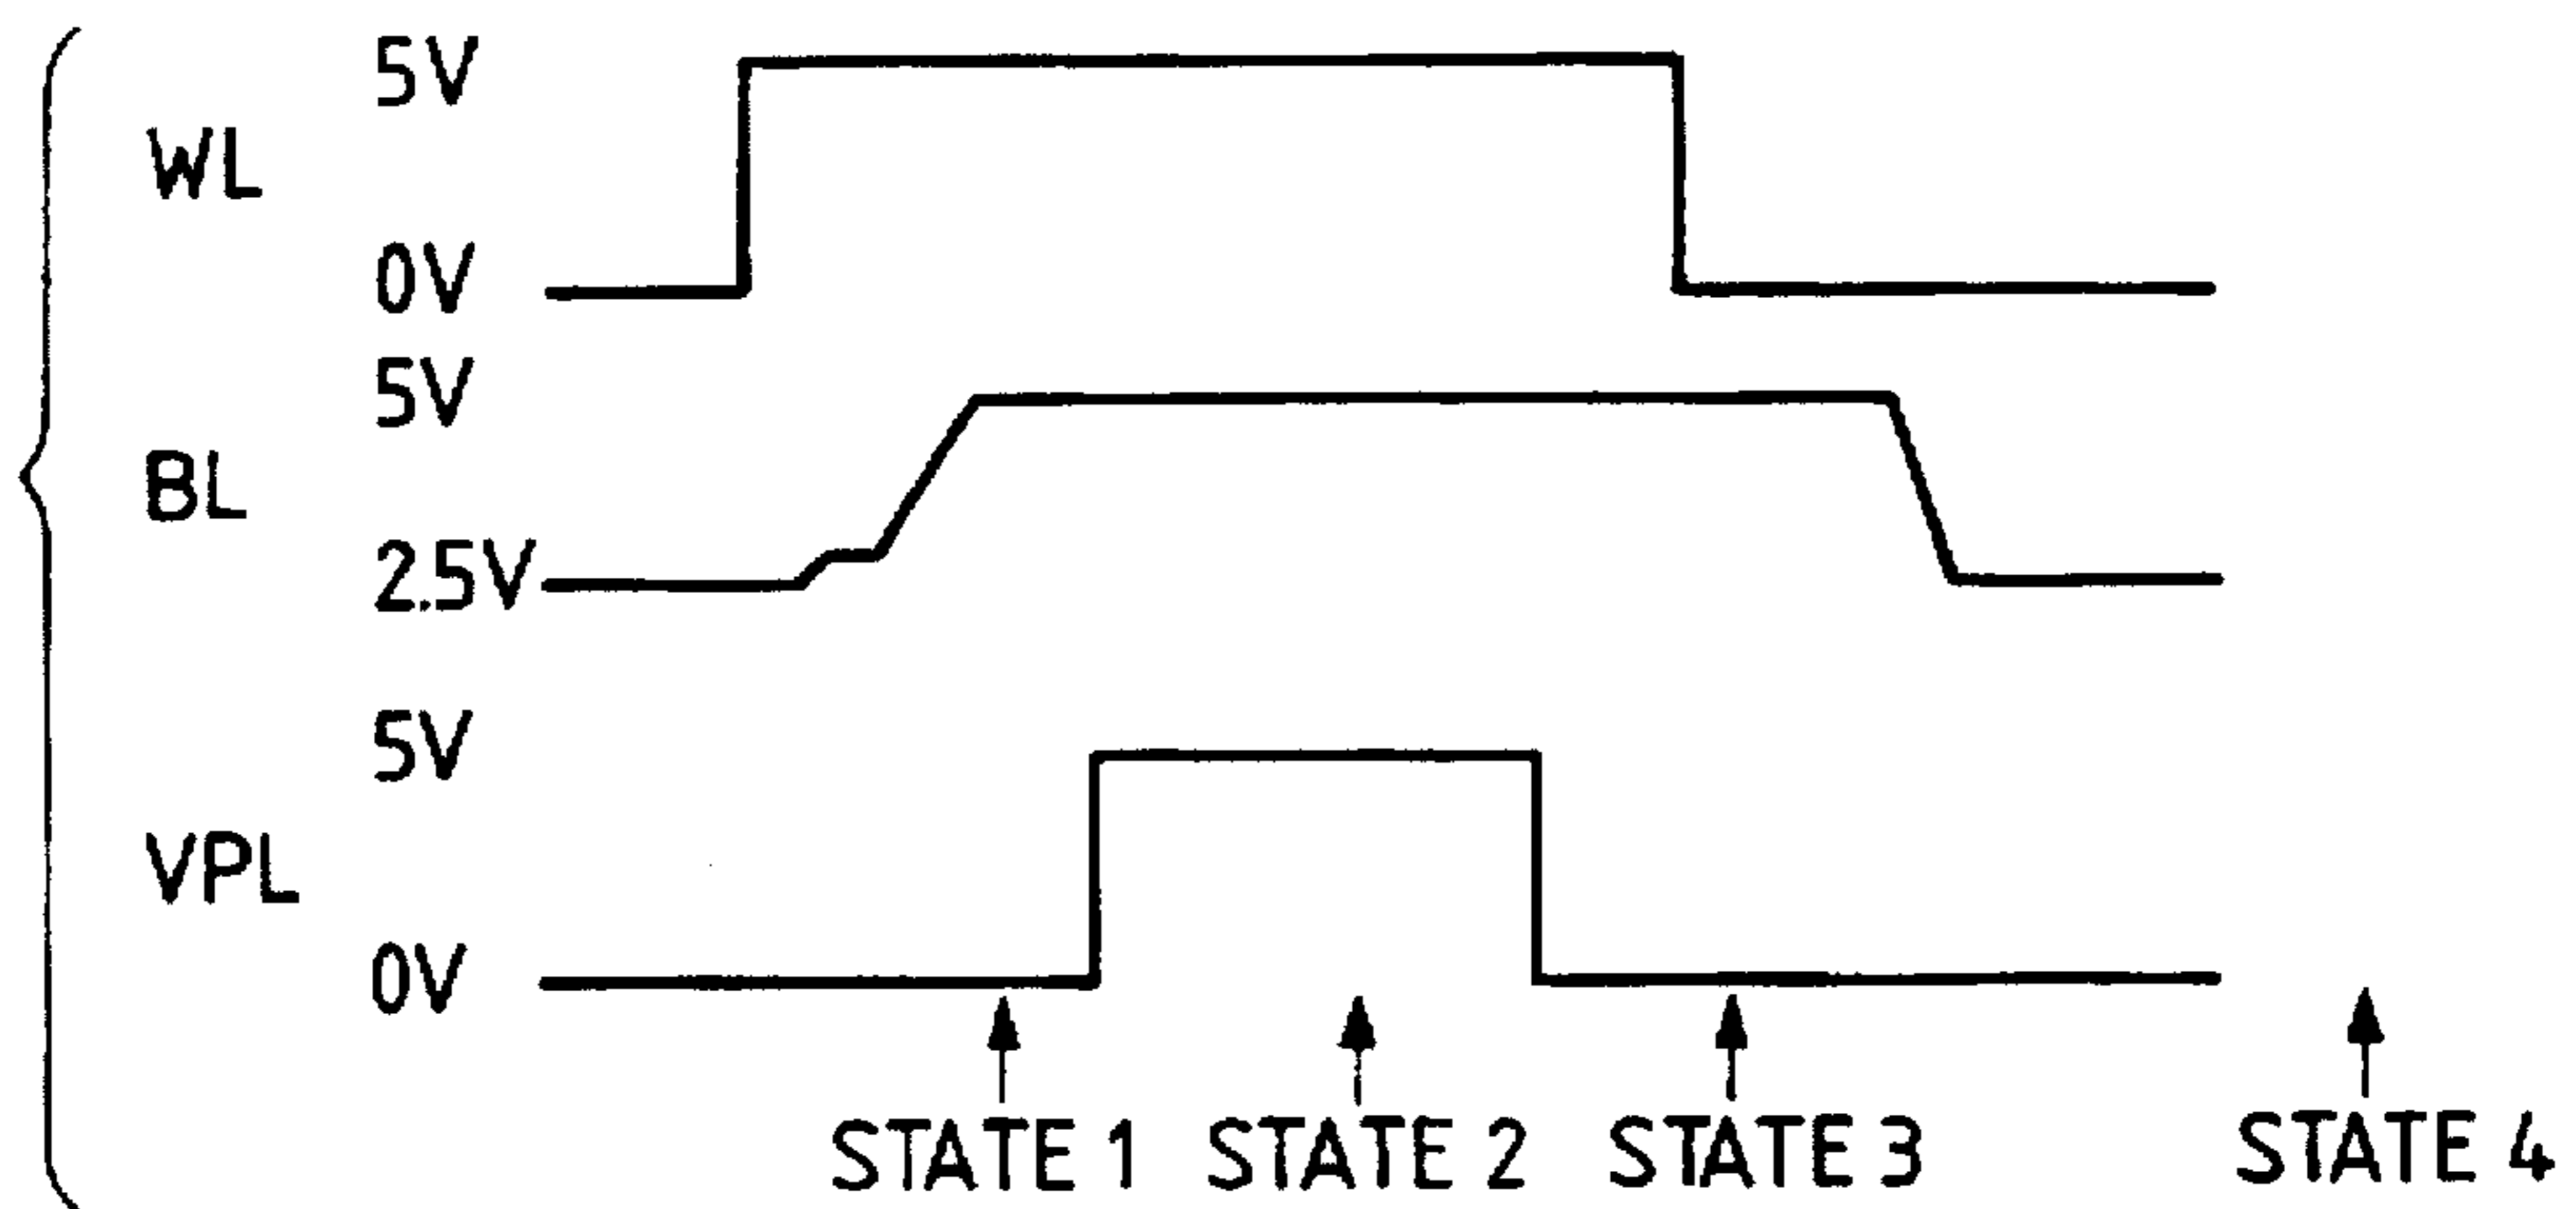 5V
WL
0V
5V
BL
2.5V
5V
VPL
0V
STATE 1 STATE 2 STATE 3 STATE 4